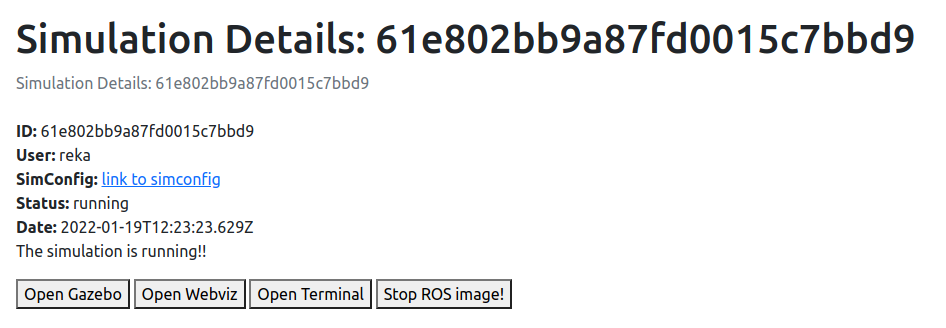 Simulation Details: 61e802bb9a87fd0015c7bbd9
Simulation Details: 61e802bb9a87fd0015c7bbd9
ID: 61e802bb9a87fd0015c7bbd9
User: reka
SimConfig: link to simconfig
Status: running
Date: 2022-01-19T12:23:23.629Z
The simulation is running!!
Open Gazebo Open Webviz Open Terminal Stop ROS image!